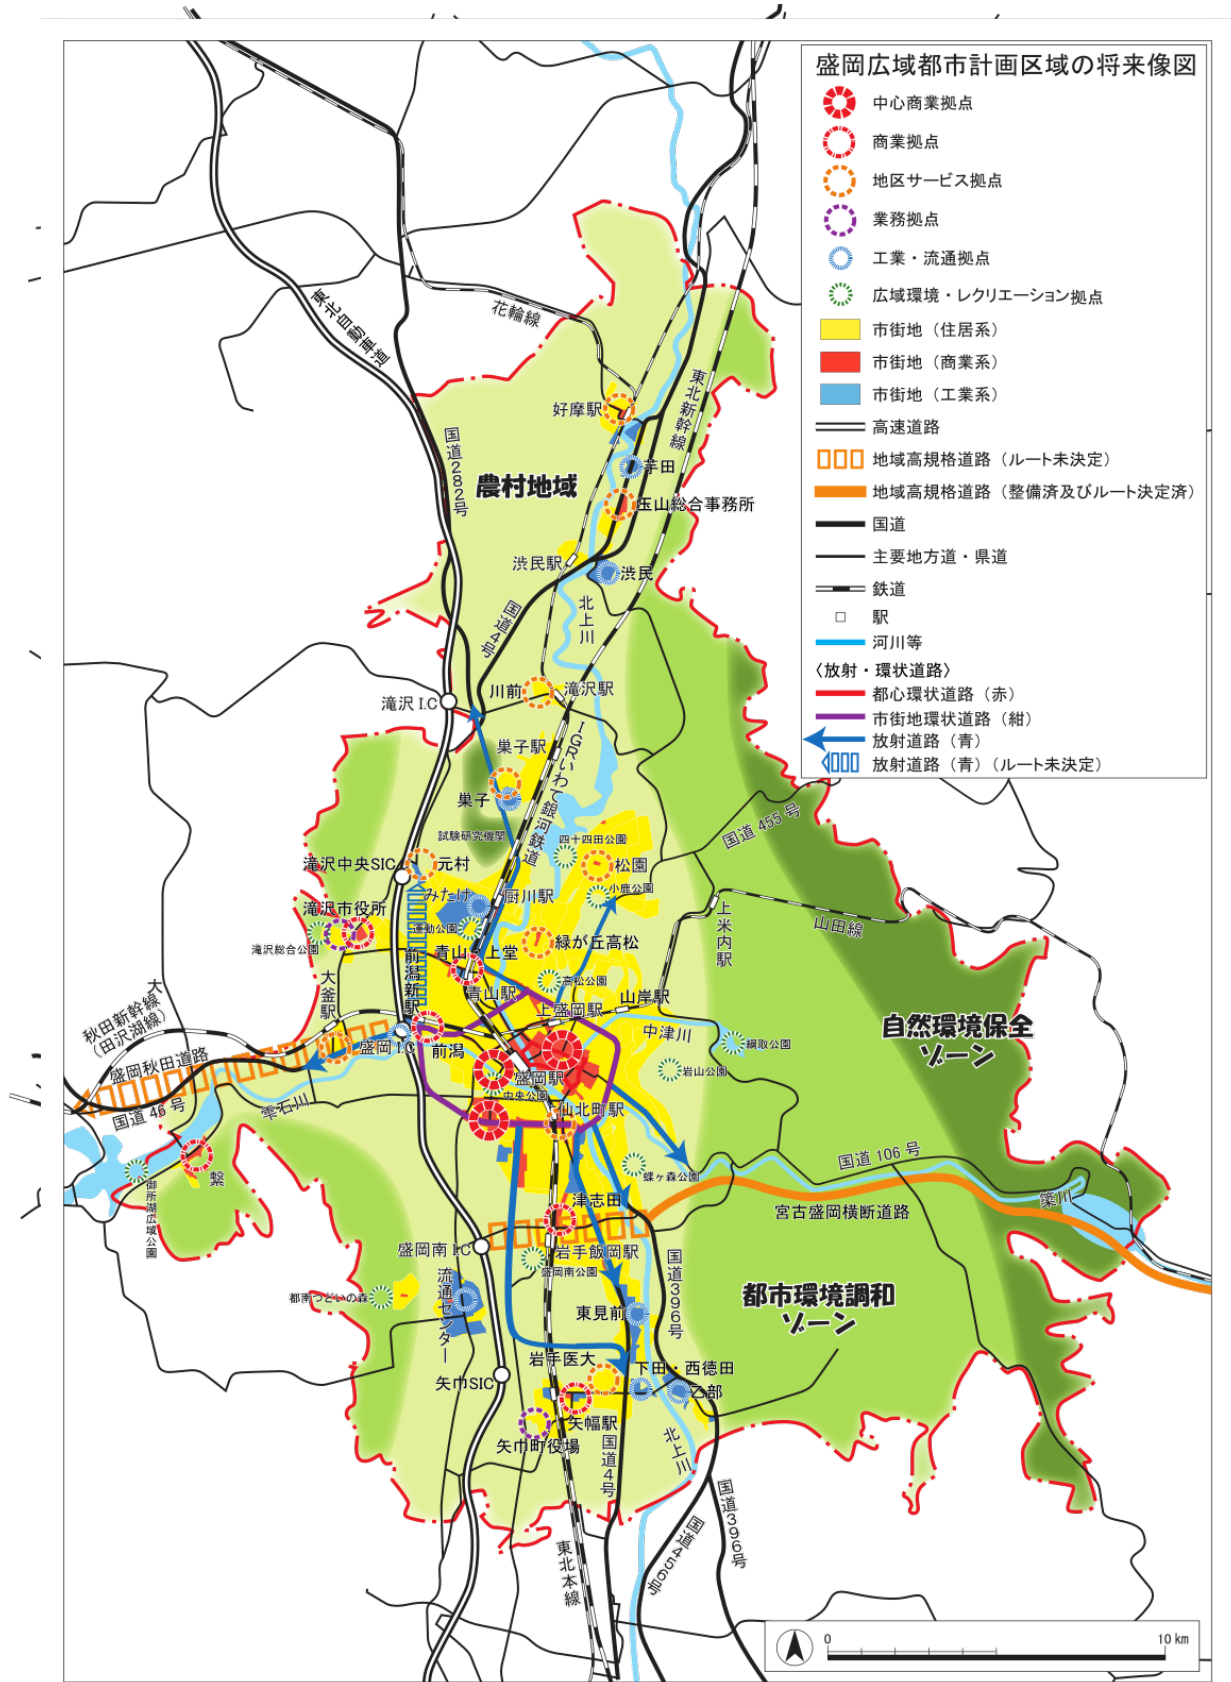 盛岡広域都市計画区域の将来像図
中心商業拠点
商業拠点
地区サービス拠点
業務拠点
工業・流通拠点
広域環境・レクリエーション拠点
市街地（住居系）
市街地（商業系）
市街地（工業系）
高速道路
地域高規格道路（ルート未決定）
地域高規格道路（整備済及びルート決定済）
国道
主要地方道・県道
鉄道
駅
河川等
〈放射・環状道路〉
都心環状道路（赤）
市街地環状道路（紺）
放射道路（青）
放射道路（青）（ルート未決定）
東北自動車道
花輪線
東北新幹線
好摩駅
国道282号
芋田
農村地域
玉山総合事務所
渋民駅
渋民
国道4号
北上川
川前
滝沢駅
滝沢I.C
巣子駅
IGRいわて銀河鉄道
巣子
試験研究機関
四十四田公園
国道455号
滝沢中央SIC
元村
松園
みたけ
厨川駅
小鹿公園
滝沢市役所
運動公園
滝沢総合公園
上米内駅
山田線
緑が丘高松
青山・上堂
前潟新駅
大釜駅
高松公園
青山駅
山岸駅
上盛岡駅
大
秋田新幹線
（田沢湖線）
中津川
自然環境保全
ゾーン
綱取公園
盛岡I.C
前潟
盛岡秋田道路
盛岡駅
岩山公園
中央公園
国道46号
雫石川
仙北町駅
国道106号
蝶ヶ森公園
繋
御所湖広域公園
津志田
簗川
宮古盛岡横断道路
盛岡南I.C
岩手飯岡駅
盛岡南公園
国道396号
流通センター
都南つどいの森
都市環境調和
ゾーン
東見前
岩手医大
下田・西徳田
矢巾SIC
乙部
矢幅駅
矢巾町役場
国道4号
北上川
国道396号
国道456号
東北本線
0
10 km